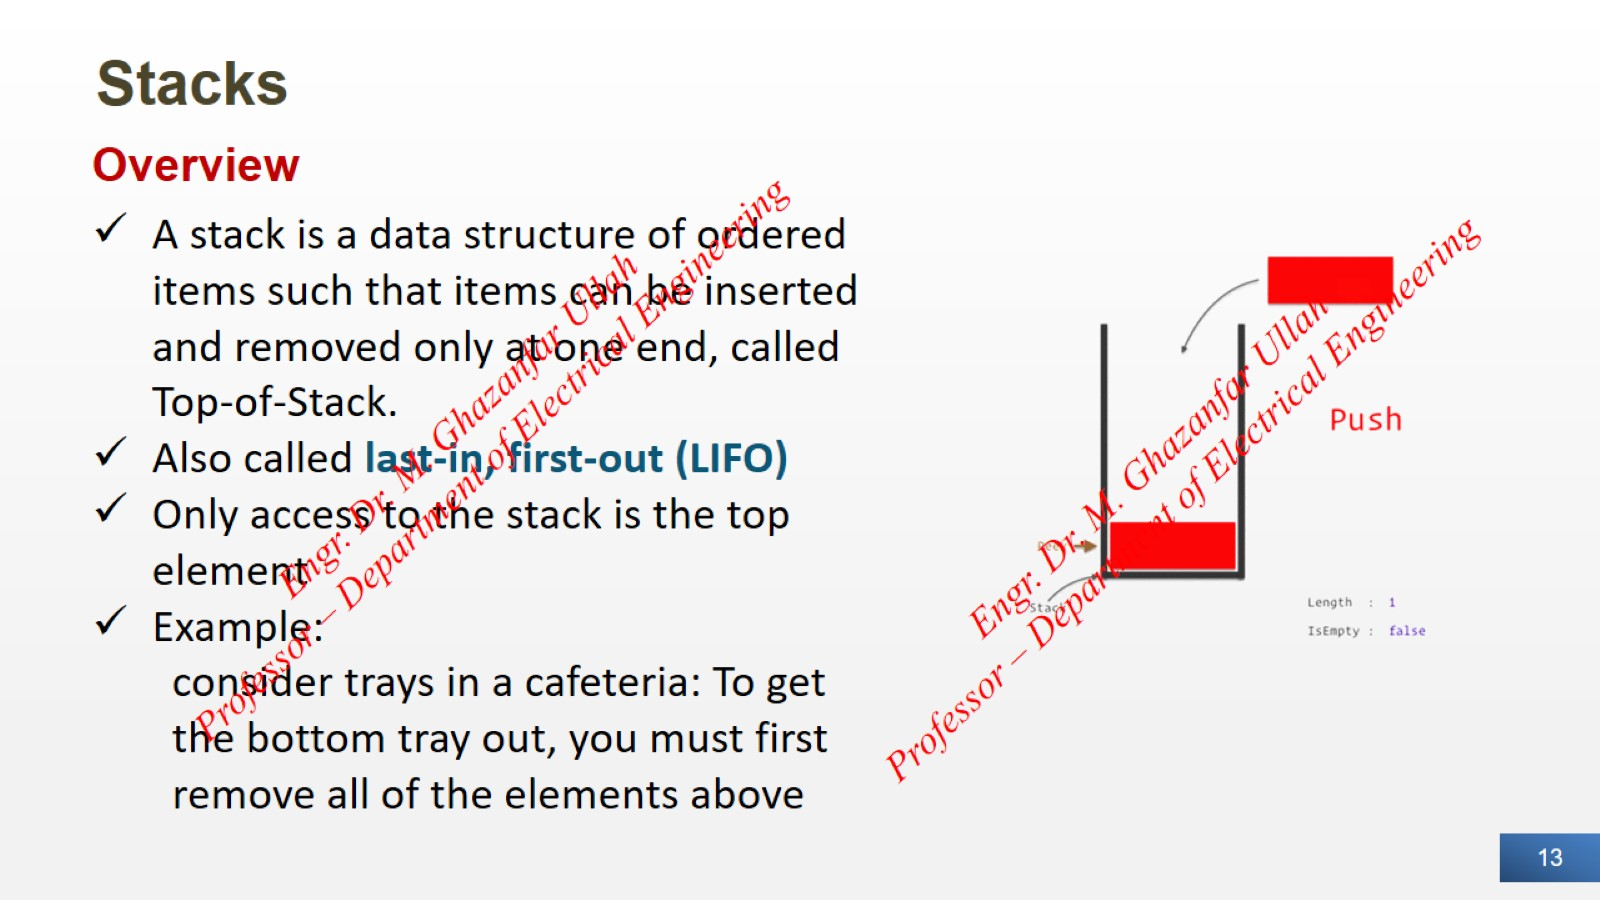 Stacks
Overview
✓ A stack is a data structure of ordered
items such that items can be inserted
and removed only at one end, called
Top-of-Stack.
✓ Also called last-in, first-out (LIFO)
✓ Only access to the stack is the top
element
✓ Example:
consider trays in a cafeteria: To get
the bottom tray out, you must first
remove all of the elements above
Engr. Dr. M. Ghazanfar Ullah
Professor – Department of Electrical Engineering
Push
Stack
Length : 1
IsEmpty : false
Engr. Dr. M. Ghazanfar Ullah
Professor – Department of Electrical Engineering
13